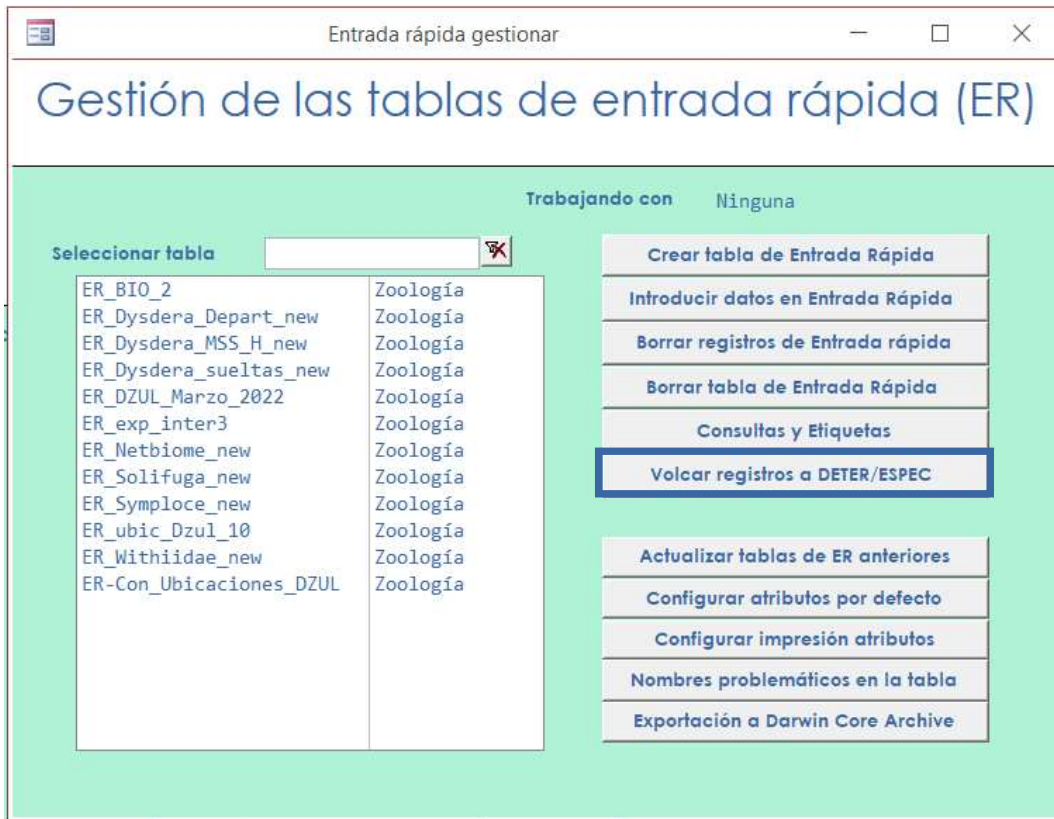 Entrada rápida gestionar
Gestión de las tablas de entrada rápida (ER)
Trabajando con Ninguna
Seleccionar tabla
ER_BIO_2 Zoología
ER_Dysdera_Depart_new Zoología
ER_Dysdera_MSS_H_new Zoología
ER_Dysdera_sueltas_new Zoología
ER_DZUL_Marzo_2022 Zoología
ER_exp_inter3 Zoología
ER_Netbiome_new Zoología
ER_Solifuga_new Zoología
ER_Symploce_new Zoología
ER_ubic_Dzul_10 Zoología
ER_Withiidae_new Zoología
ER-Con_Ubicaciones_DZUL Zoología
Crear tabla de Entrada Rápida
Introducir datos en Entrada Rápida
Borrar registros de Entrada rápida
Borrar tabla de Entrada Rápida
Consultas y Etiquetas
Volcar registros a DETER/ESPEC
Actualizar tablas de ER anteriores
Configurar atributos por defecto
Configurar impresión atributos
Nombres problemáticos en la tabla
Exportación a Darwin Core Archive